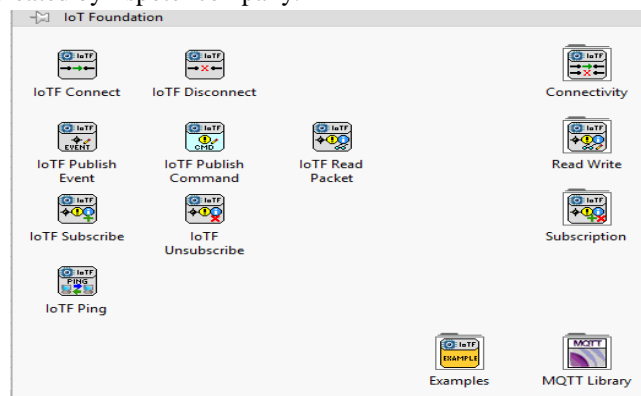 IoT Foundation
IoTF Connect
IoTF Disconnect
Connectivity
IoTF Publish
Event
IoTF Publish
Command
IoTF Read
Packet
Read Write
IoTF Subscribe
IoTF
Unsubscribe
Subscription
IoTF Ping
Examples
MQTT Library